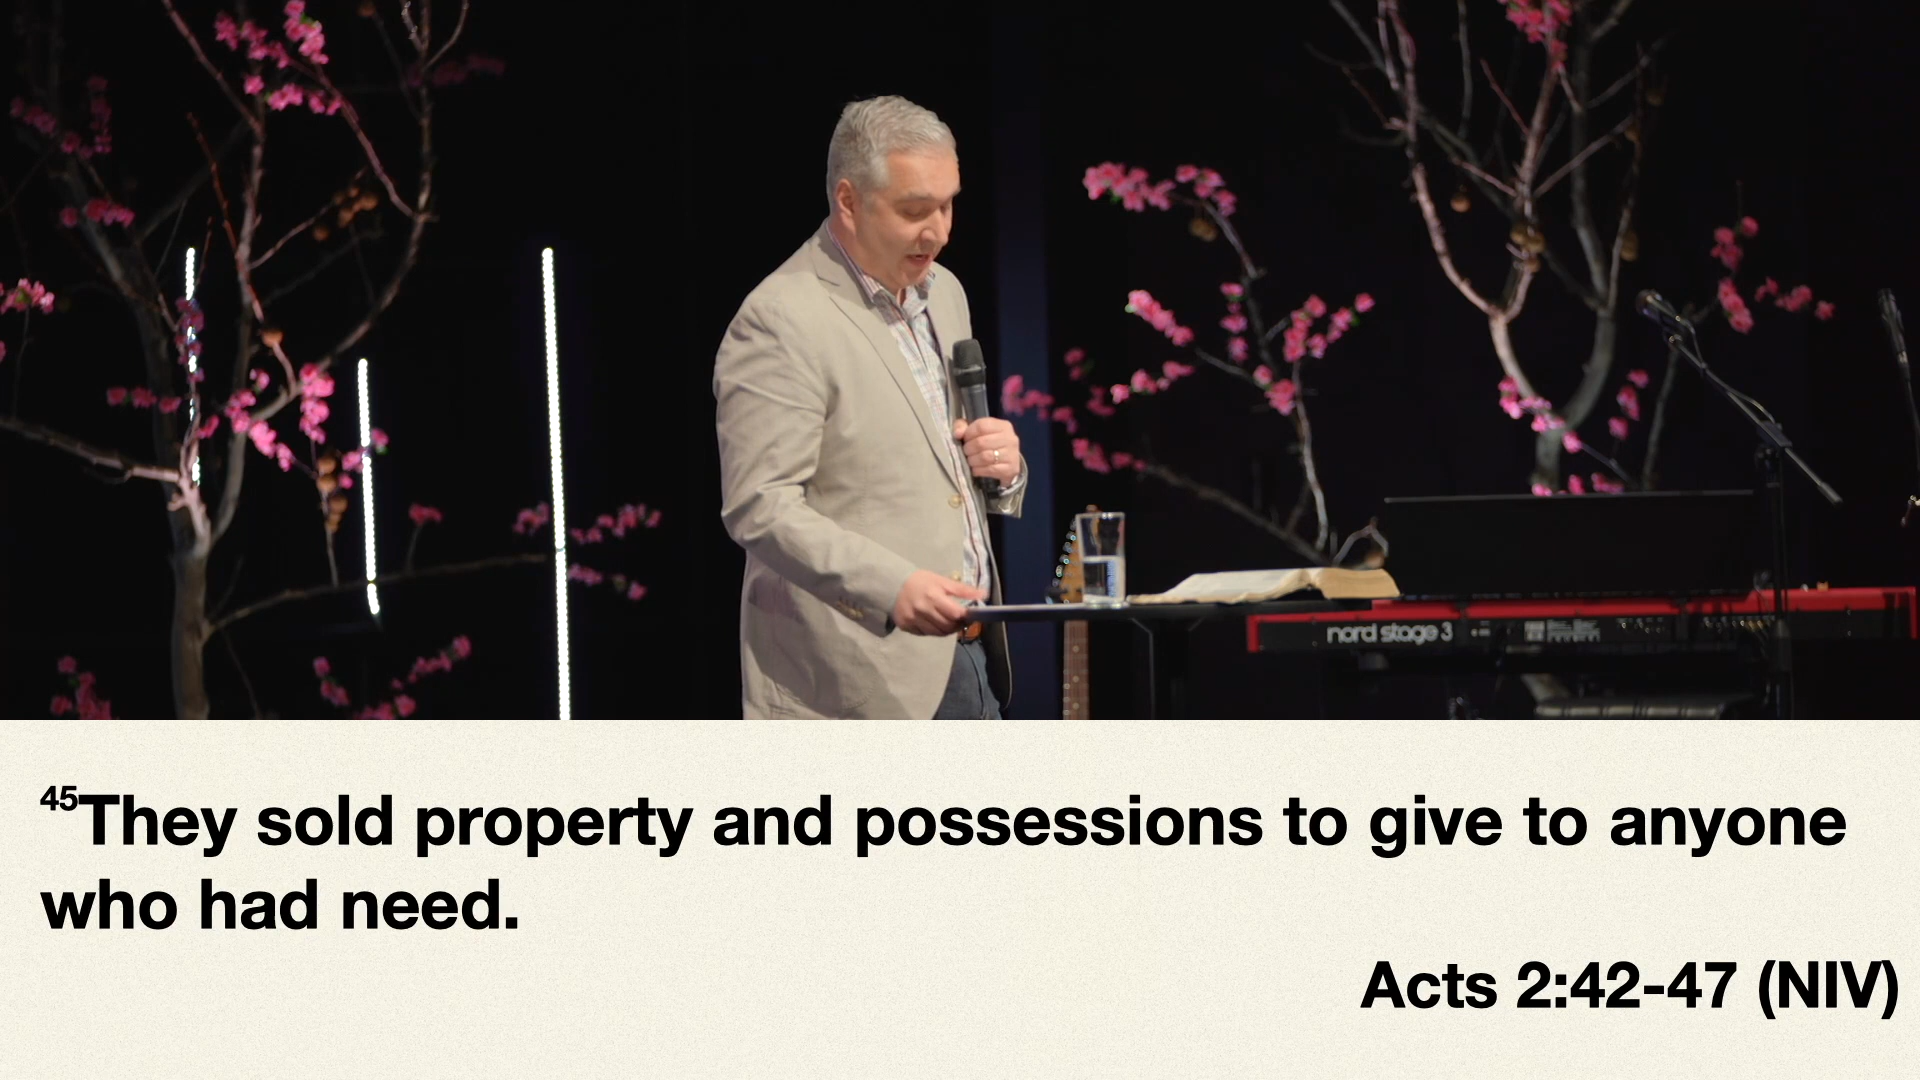 nord stage 3
⁴⁵They sold property and possessions to give to anyone
who had need.
Acts 2:42-47 (NIV)